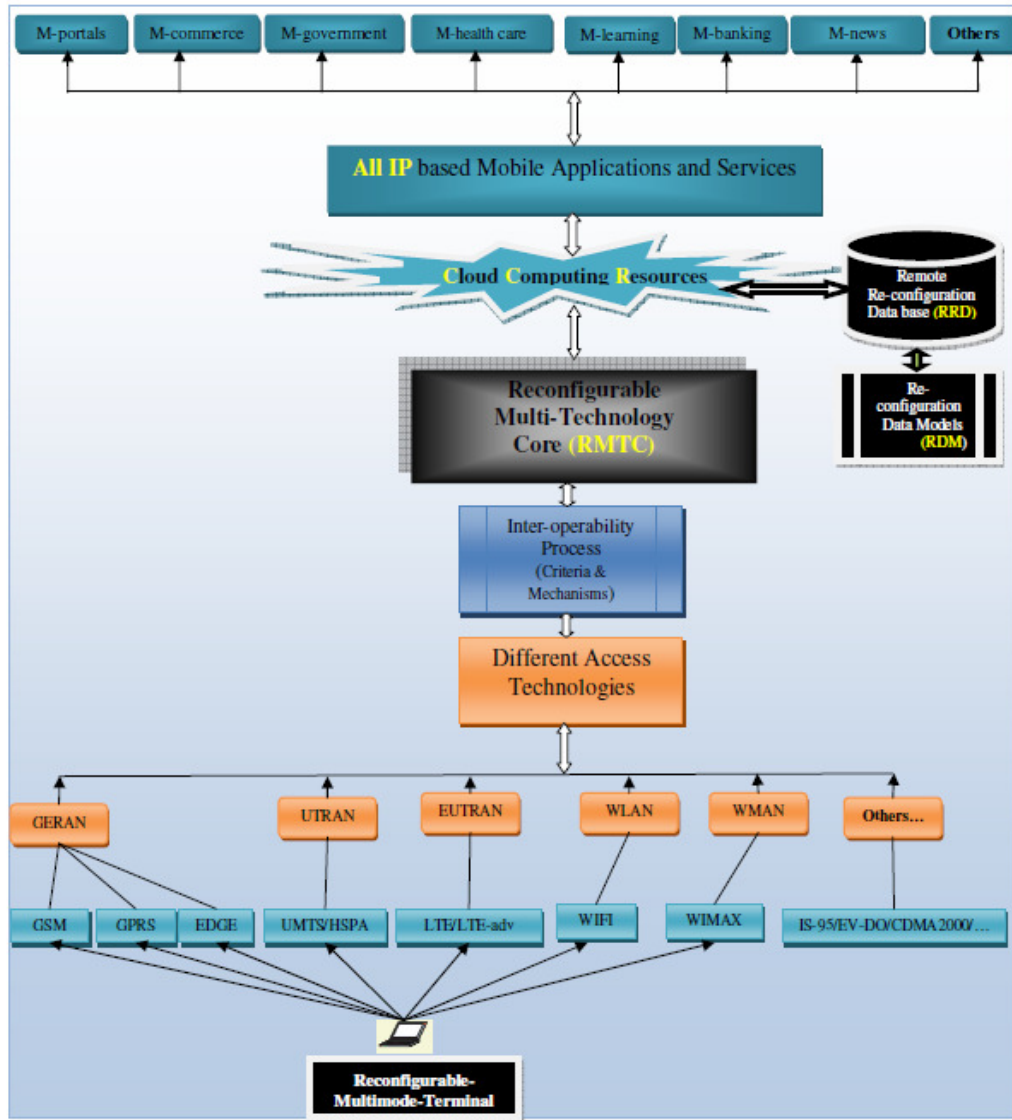 M-portals
M-commerce
M-government
M-health care
M-learning
M-banking
M-news
Others
All IP based Mobile Applications and Services
Cloud Computing Resources
Remote
Re-configuration
Data base (RRD)
Reconfigurable
Multi-Technology
Core (RMTC)
Re-
configuration
Data Models
(RDM)
Inter-operability
Process
(Criteria &
Mechanisms)
Different Access
Technologies
GERAN
UTRAN
EUTRAN
WLAN
WMAN
Others...
GSM
GPRS
EDGE
UMTS/HSPA
LTE/LTE-adv
WIFI
WIMAX
IS-95/EV-DO/CDMA2000/...
Reconfigurable-
Multimode-Terminal